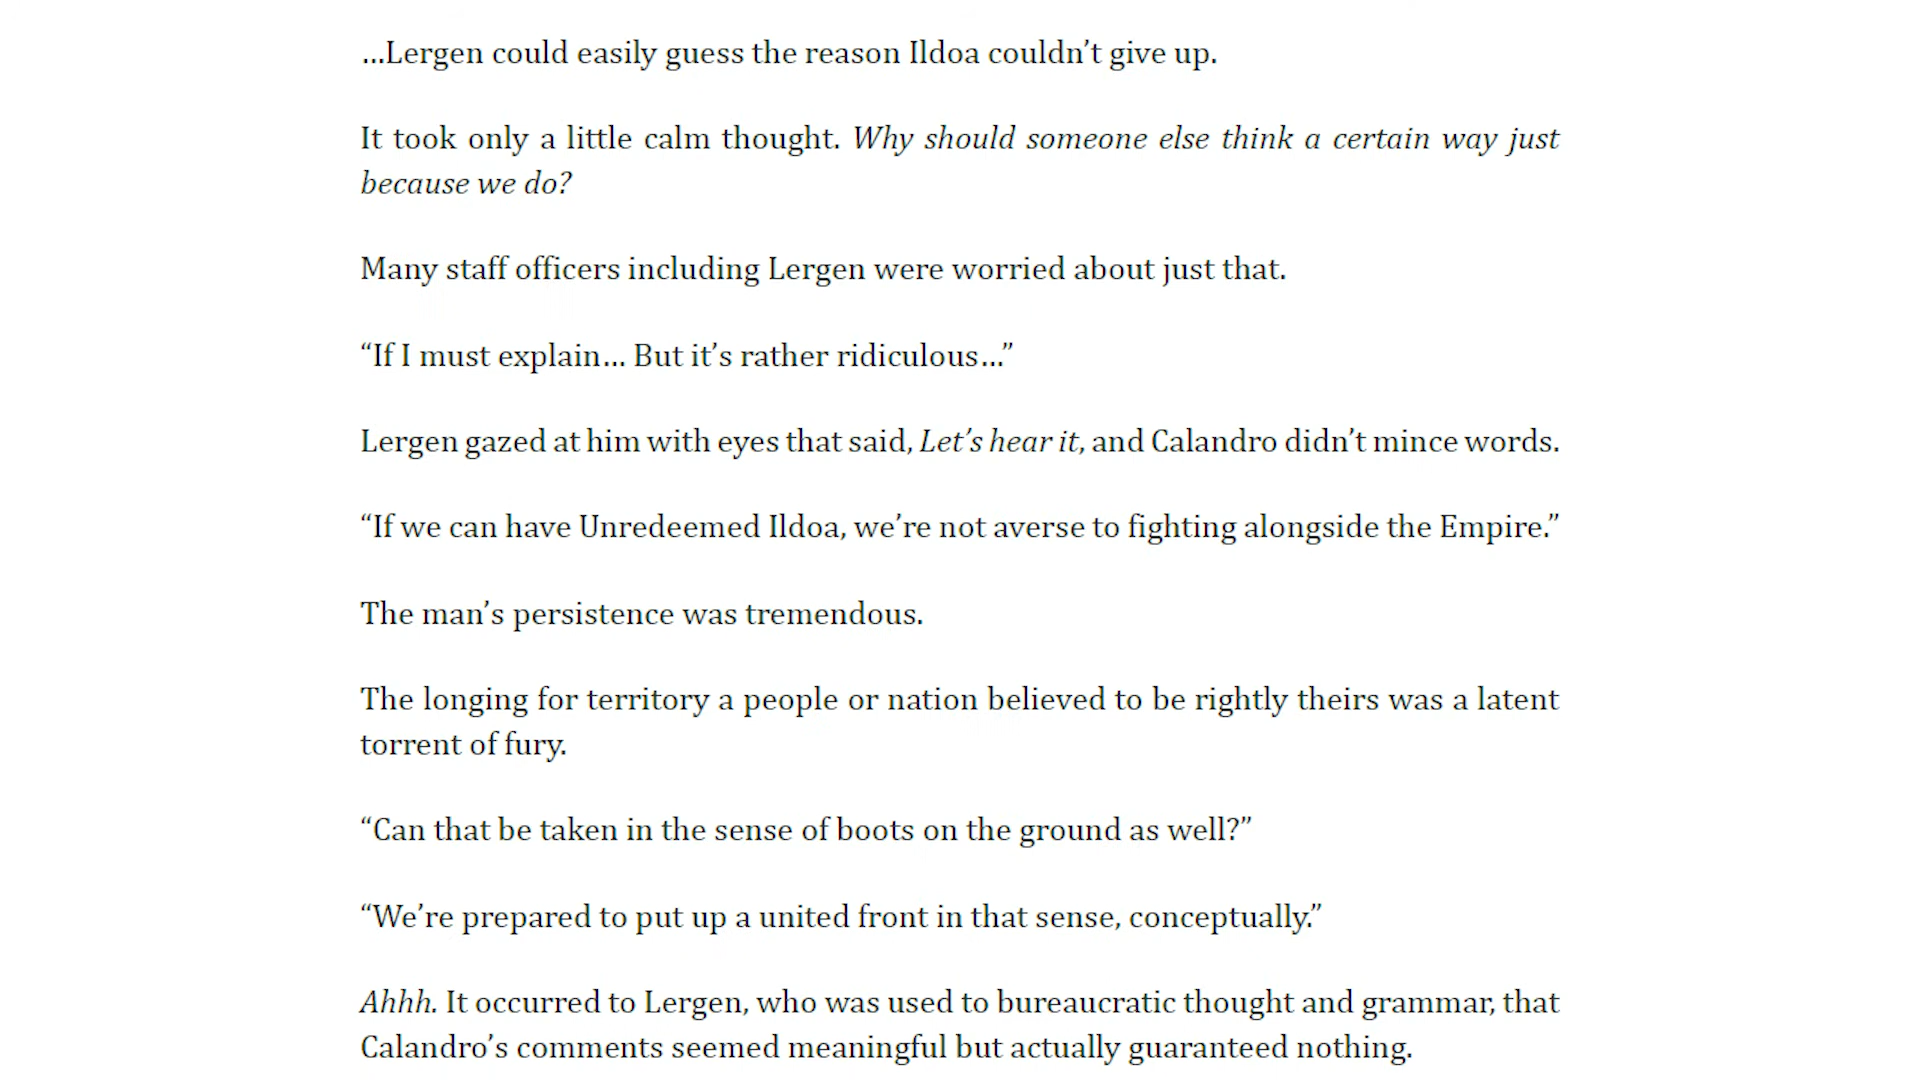 …Lergen could easily guess the reason Ildoa couldn’t give up.
It took only a little calm thought. Why should someone else think a certain way just
because we do?
Many staff officers including Lergen were worried about just that.
“If I must explain… But it’s rather ridiculous…”
Lergen gazed at him with eyes that said, Let’s hear it, and Calandro didn’t mince words.
“If we can have Unredeemed Ildoa, we’re not averse to fighting alongside the Empire.”
The man’s persistence was tremendous.
The longing for territory a people or nation believed to be rightly theirs was a latent
torrent of fury.
“Can that be taken in the sense of boots on the ground as well?”
“We’re prepared to put up a united front in that sense, conceptually.”
Ahhh. It occurred to Lergen, who was used to bureaucratic thought and grammar, that
Calandro’s comments seemed meaningful but actually guaranteed nothing.